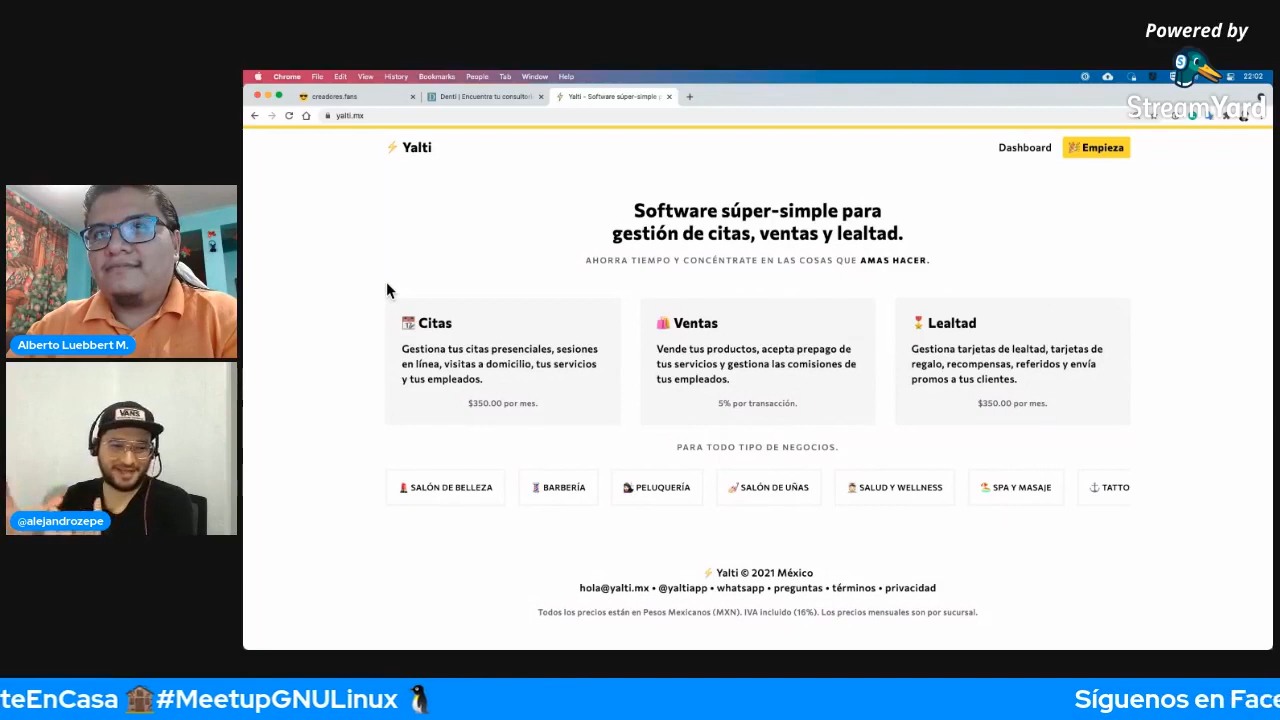 Powered by
StreamYard
Chrome File Edit View History Bookmarks People Tab Window Help
22:02
creadores.fans
Denti | Encuentra tu consultori
Yalti - Software súper-simple p
yalti.mx
⚡ Yalti
Dashboard
🎉 Empieza
Software súper-simple para
gestión de citas, ventas y lealtad.
AHORRA TIEMPO Y CONCÉNTRATE EN LAS COSAS QUE AMAS HACER.
📆 Citas
Gestiona tus citas presenciales, sesiones
en línea, visitas a domicilio, tus servicios
y tus empleados.
$350.00 por mes.
🛍️ Ventas
Vende tus productos, acepta prepago de
tus servicios y gestiona las comisiones de
tus empleados.
5% por transacción.
🎖️ Lealtad
Gestiona tarjetas de lealtad, tarjetas de
regalo, recompensas, referidos y envía
promos a tus clientes.
$350.00 por mes.
PARA TODO TIPO DE NEGOCIOS.
💄 SALÓN DE BELLEZA
💈 BARBERÍA
PELUQUERÍA
💅 SALÓN DE UÑAS
SALUD Y WELLNESS
🏖️ SPA Y MASAJE
⚓ TATTO
⚡ Yalti © 2021 México
hola@yalti.mx • @yaltiapp • whatsapp • preguntas • términos • privacidad
Todos los precios están en Pesos Mexicanos (MXN). IVA incluido (16%). Los precios mensuales son por sucursal.
Alberto Luebbert M.
VANS
@alejandrozepe
teEnCasa 🏚️#MeetupGNULinux 🐧
Síguenos en Face